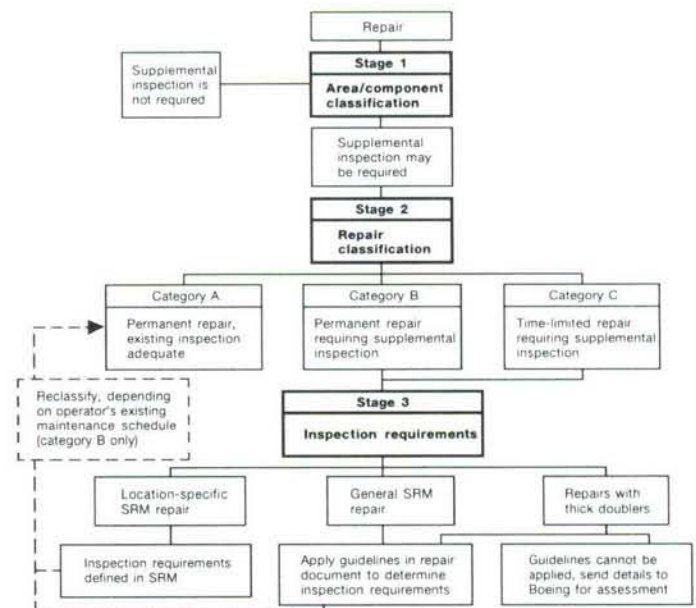 Repair
Stage 1
Area/component
classification
Supplemental
inspection is
not required
Supplemental
inspection may
be required
Stage 2
Repair
classification
Category A.
Permanent repair,
existing inspection
adequate
Category B
Permanent repair
requiring supplemental
inspection
Category C
Time-limited repair
requiring supplemental
inspection
Reclassify, depending
on operator's existing
maintenance schedule
(category B only)
Stage 3
Inspection requirements
Location-specific
SRM repair
General SRM
repair
Repairs with
thick doublers
Inspection requirements
defined in SRM
Apply guidelines in repair
document to determine
inspection requirements
Guidelines cannot be
applied, send details to
Boeing for assessment